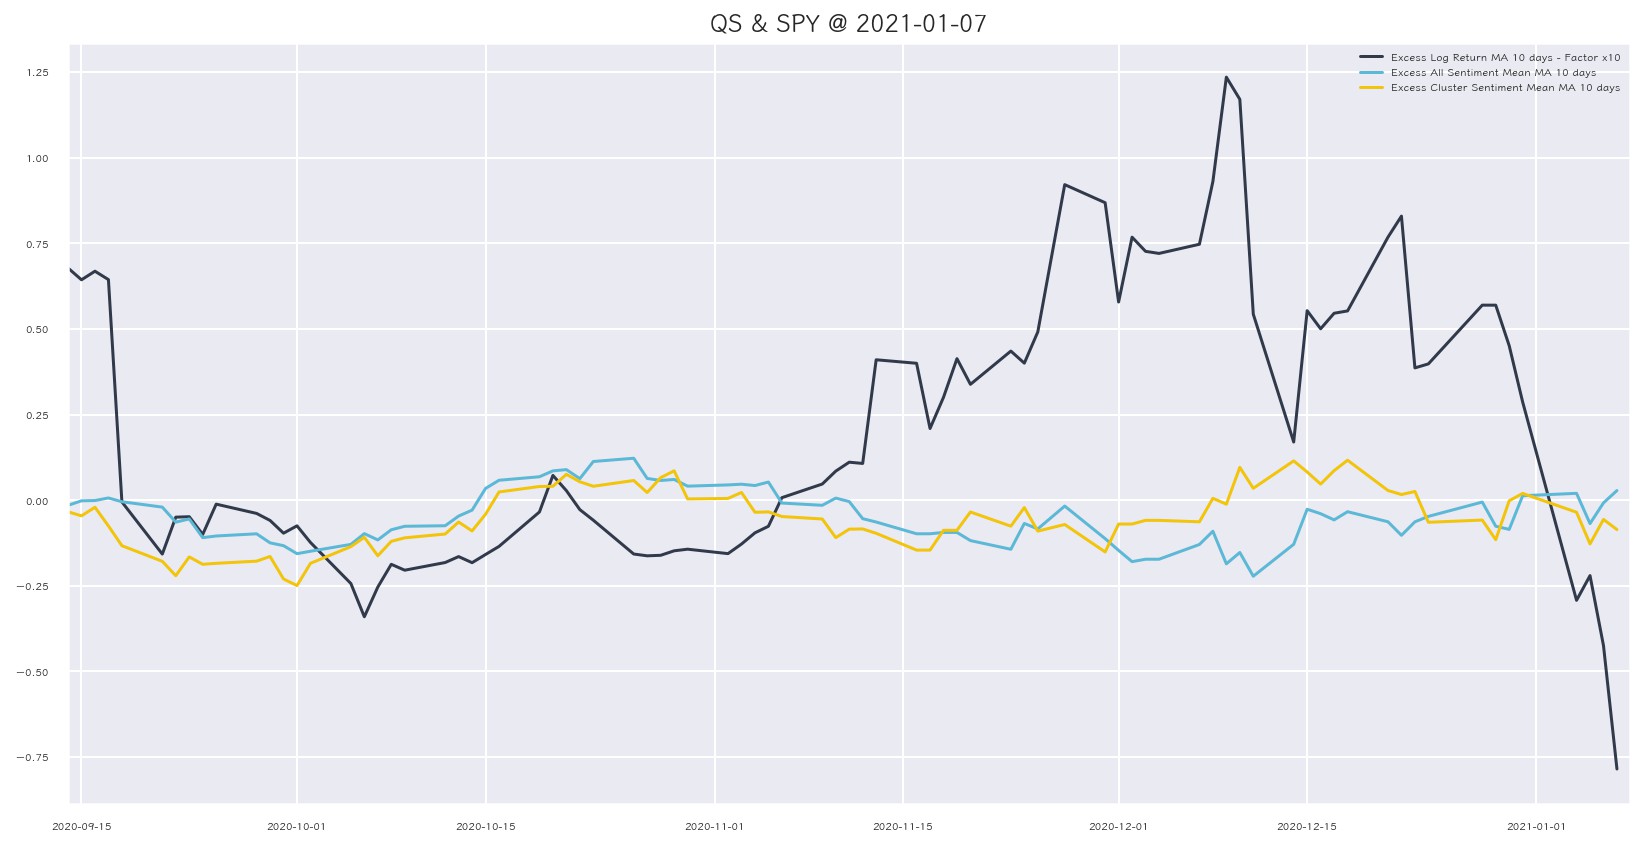 QS & SPY @ 2021-01-07
Excess Log Return MA 10 days - Factor x10
Excess All Sentiment Mean MA 10 days
Excess Cluster Sentiment Mean MA 10 days
1.25
1.00
0.75
0.50
0.25
0.00
−0.25
−0.50
−0.75
2020-09-15 2020-10-01 2020-10-15 2020-11-01 2020-11-15 2020-12-01 2020-12-15 2021-01-01